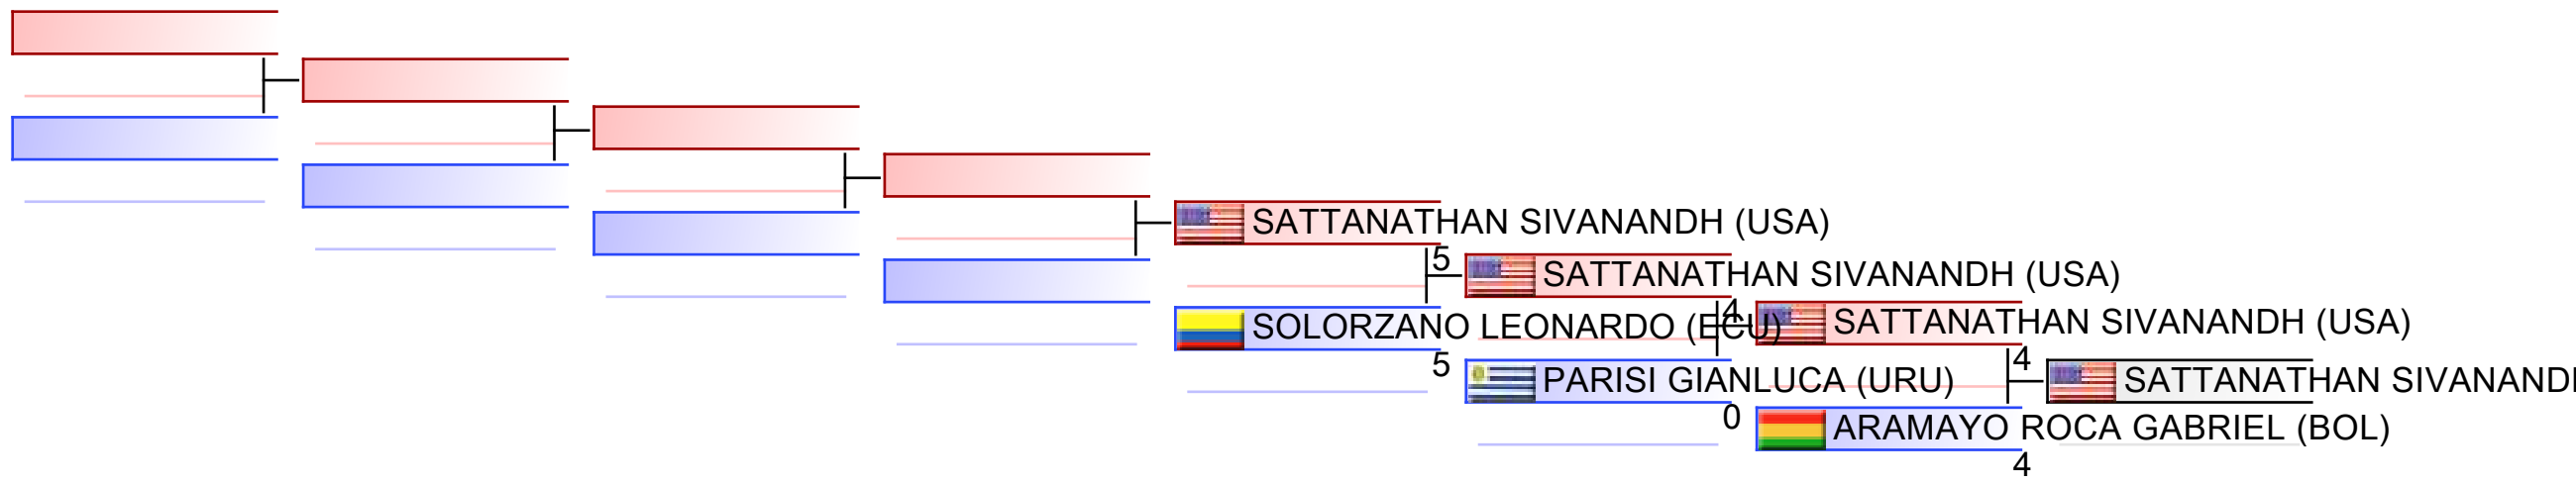 SATTANATHAN SIVANANDH (USA)
5
SATTANATHAN SIVANANDH (USA)
4
SOLORZANO LEONARDO (ECU)
SATTANATHAN SIVANANDH (USA)
5
PARISI GIANLUCA (URU)
4
SATTANATHAN SIVANAND
0
ARAMAYO ROCA GABRIEL (BOL)
4